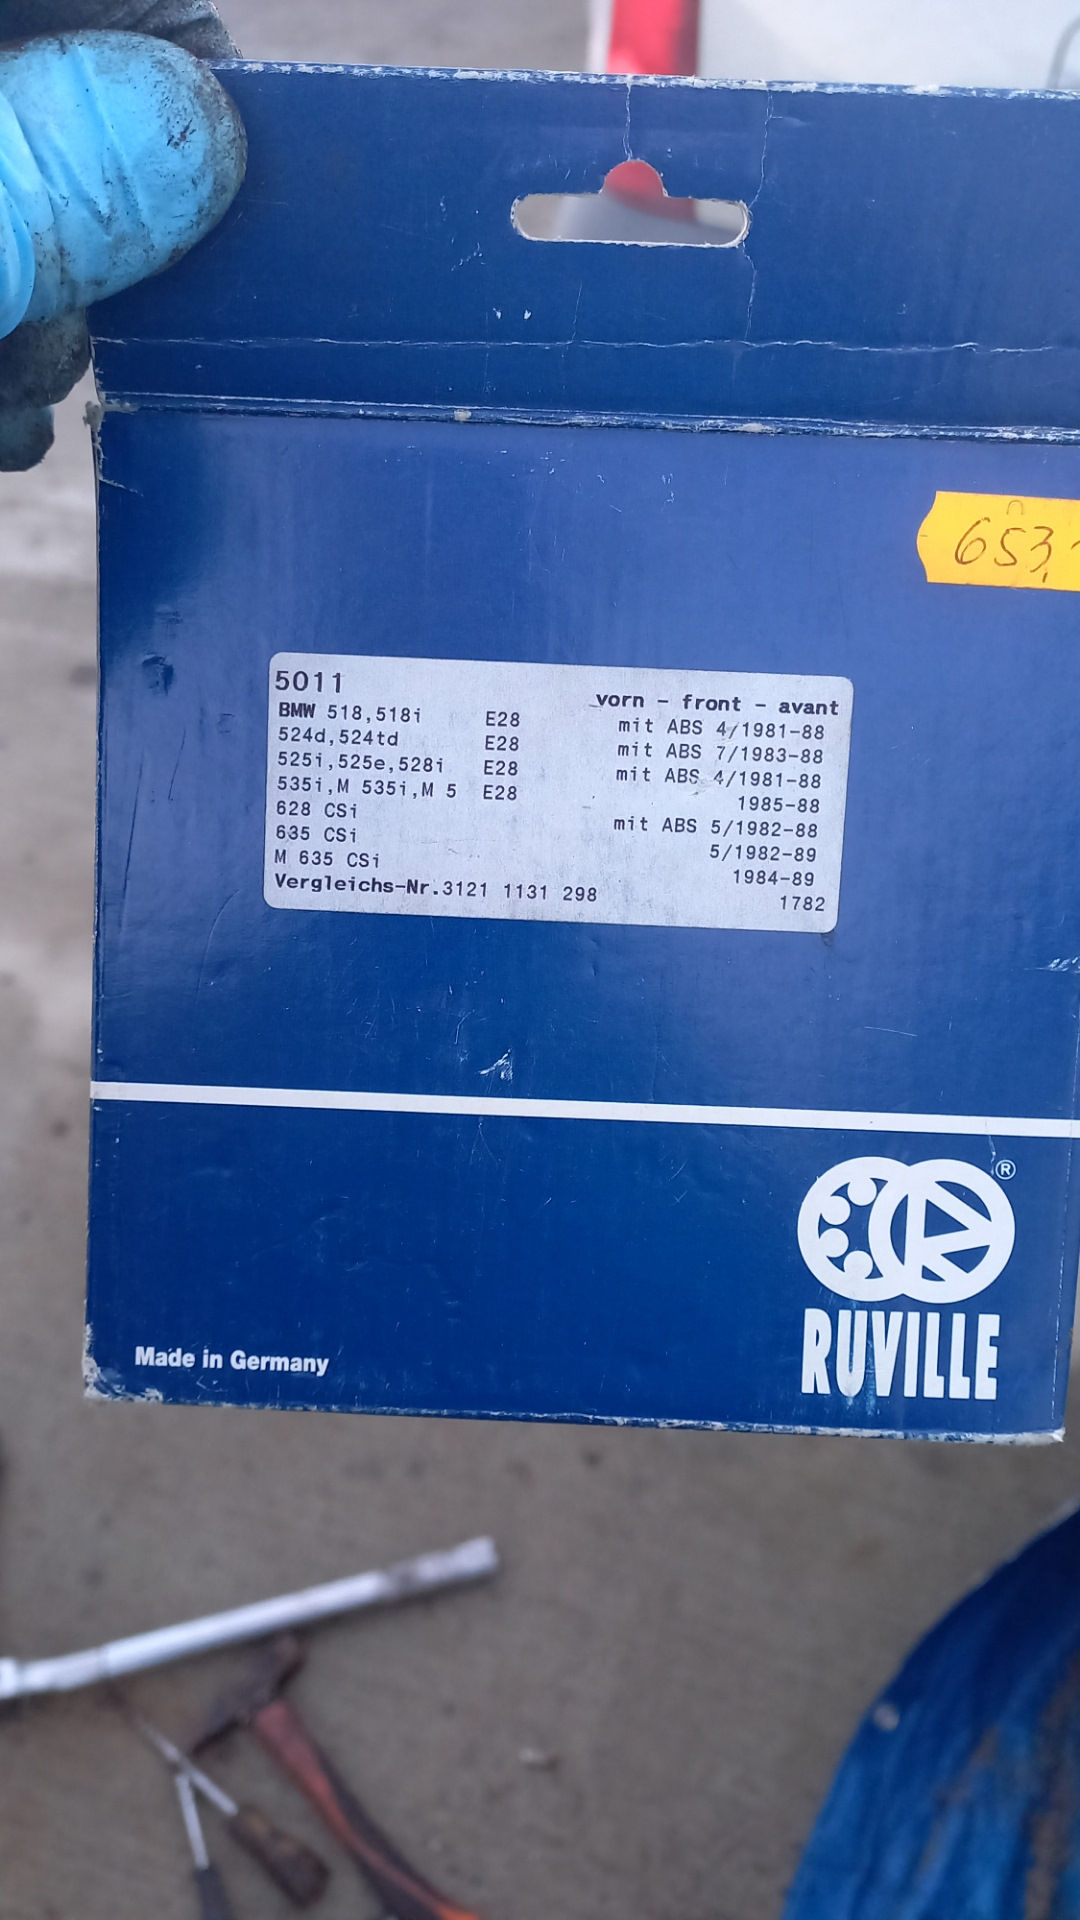 653,-
5011 vorn - front - avant
BMW 518,518i E28 mit ABS 4/1981-88
524d,524td E28 mit ABS 7/1983-88
525i,525e,528i E28 mit ABS 4/1981-88
535i,M 535i,M 5 E28 1985-88
628 CSi mit ABS 5/1982-88
635 CSi 5/1982-89
M 635 CSi 1984-89
Vergleichs-Nr.3121 1131 298 1782
®
RUVILLE
Made in Germany